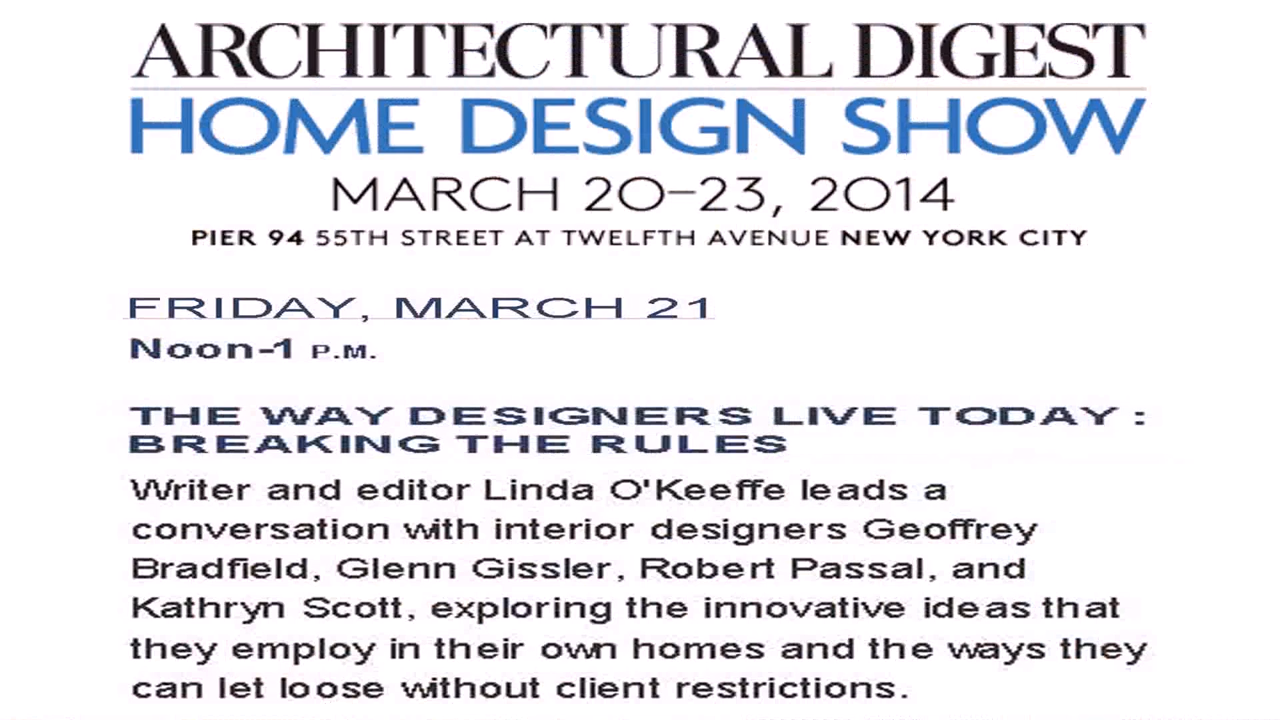 ARCHITECTURAL DIGEST
HOME DESIGN SHOW
MARCH 20–23, 2014
PIER 94 55TH STREET AT TWELFTH AVENUE NEW YORK CITY
FRIDAY, MARCH 21
Noon-1 P.M.
THE WAY DESIGNERS LIVE TODAY :
BREAKING THE RULES
Writer and editor Linda O'Keeffe leads a
conversation with interior designers Geoffrey
Bradfield, Glenn Gissler, Robert Passal, and
Kathryn Scott, exploring the innovative ideas that
they employ in their own homes and the ways they
can let loose without client restrictions.